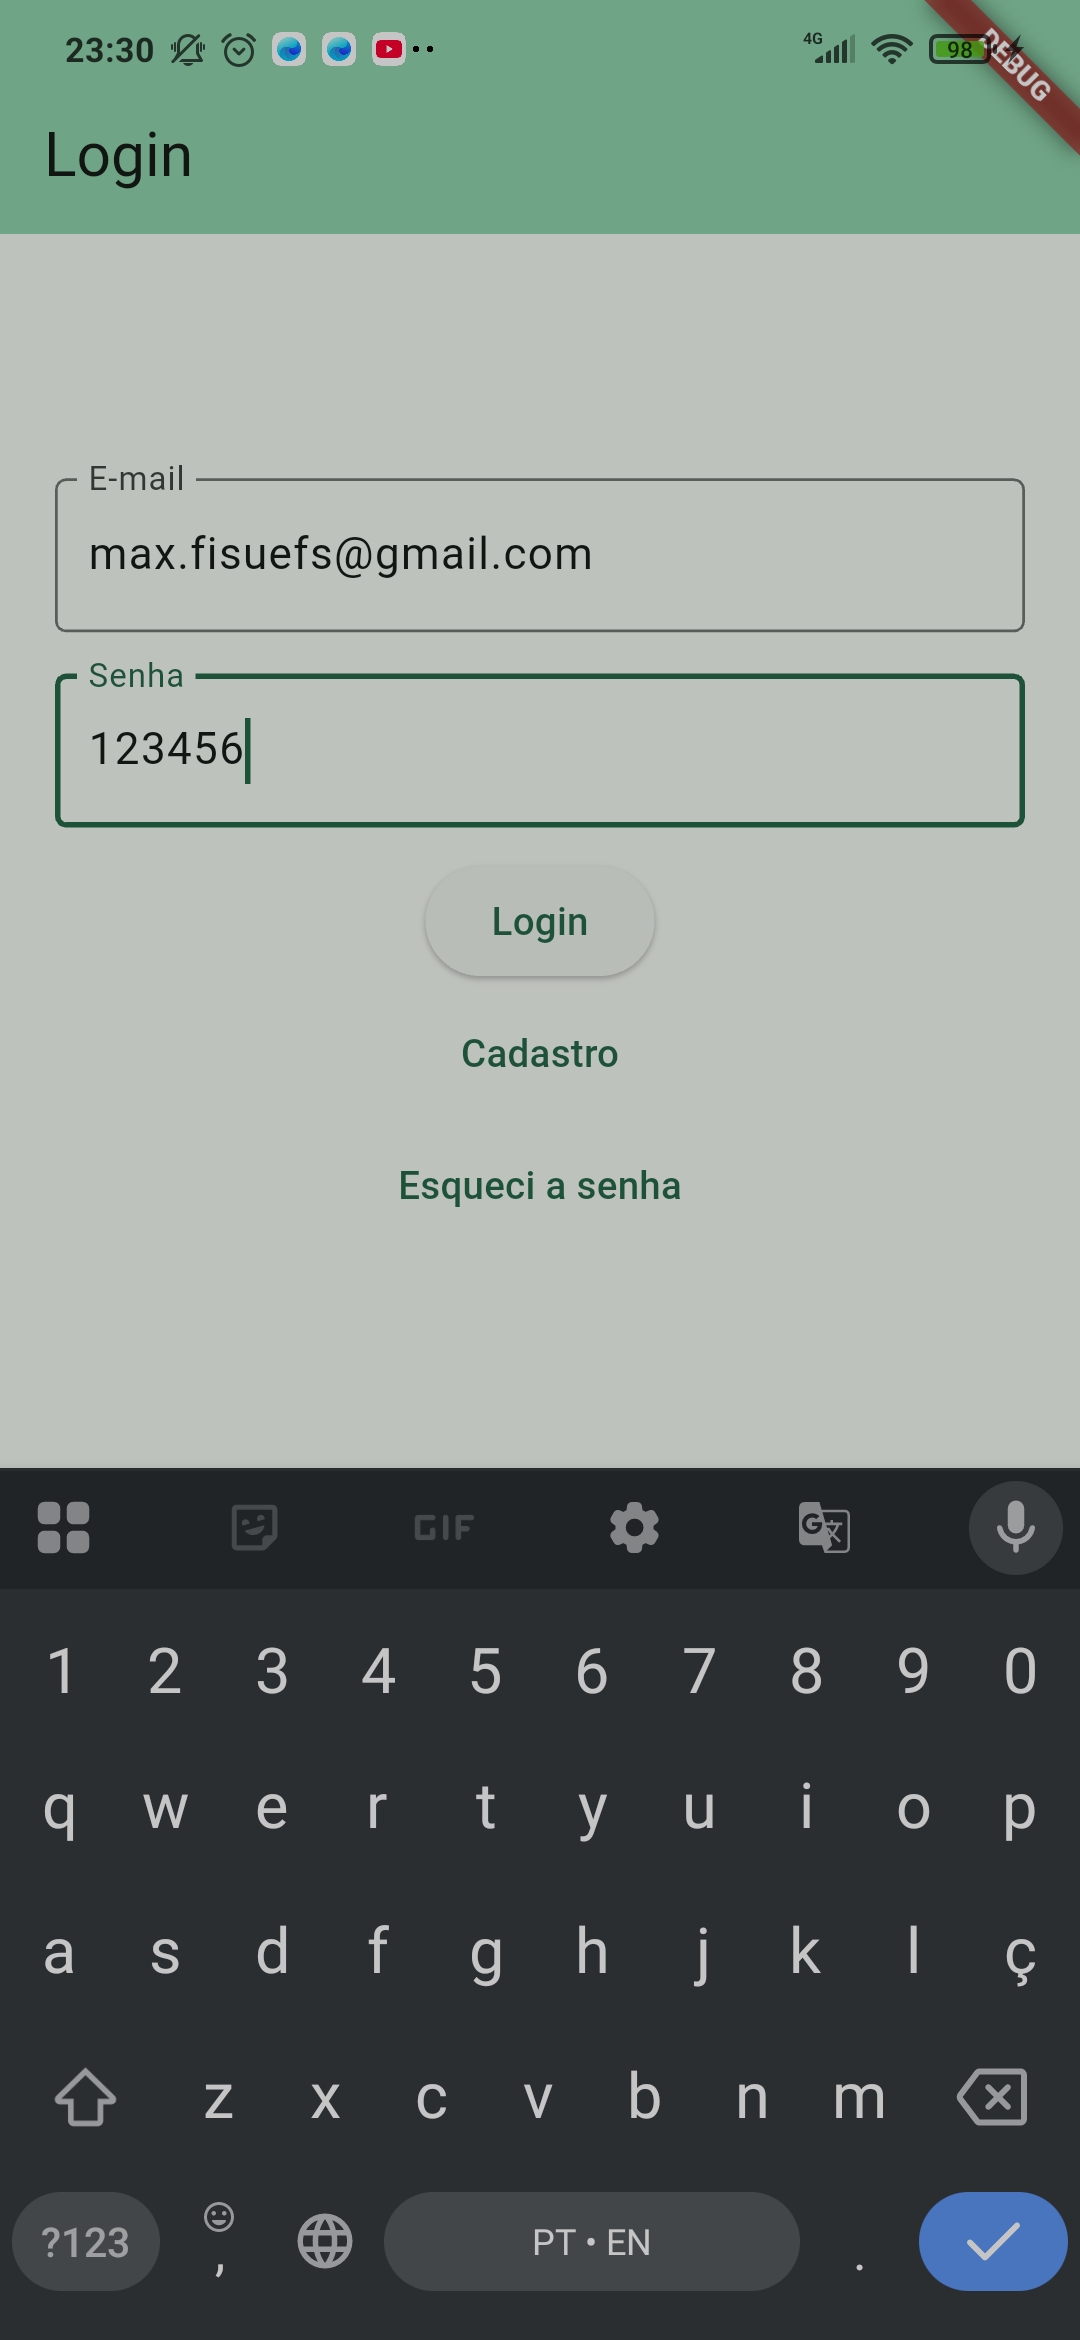 23:30
4G
98
DEBUG
Login
E-mail
max.fisuefs@gmail.com
Senha
123456
Login
Cadastro
Esqueci a senha
GIF
G 文
1 2 3 4 5 6 7 8 9 0
q w e r t y u i o p
a s d f g h j k l ç
z x c v b n m
?123 , PT • EN .